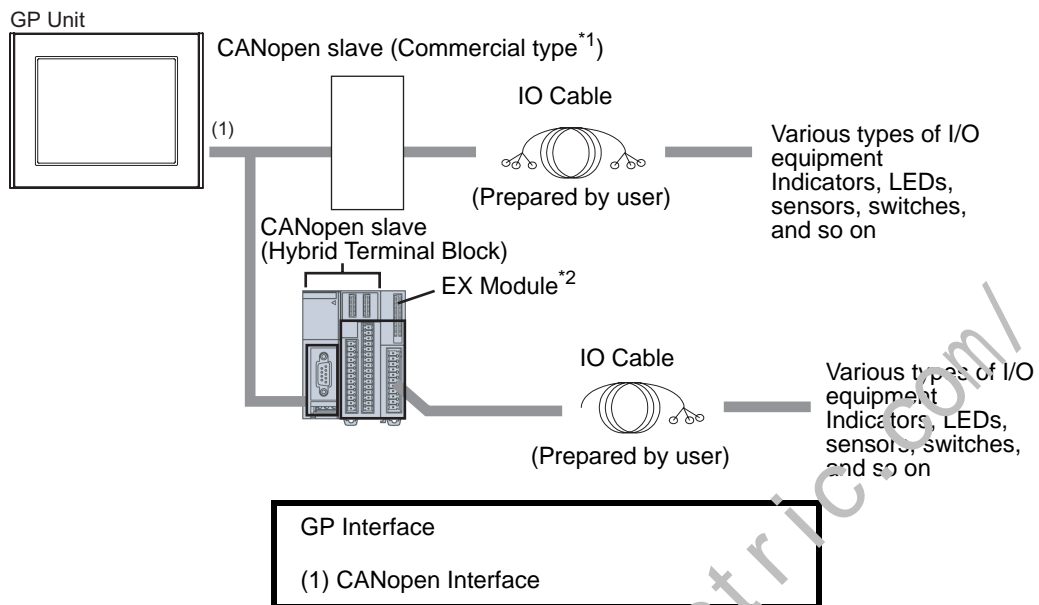 GP Unit
CANopen slave (Commercial type*1)
IO Cable
(1)
(Prepared by user)
Various types of I/O
equipment
Indicators, LEDs,
sensors, switches,
and so on
CANopen slave
(Hybrid Terminal Block)
EX Module*2
IO Cable
(Prepared by user)
Various types of I/O
equipment
Indicators, LEDs,
sensors, switches,
and so on
GP Interface
(1) CANopen Interface
tric.com/